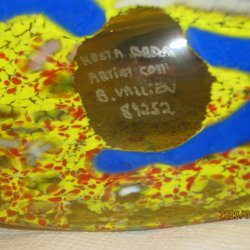 KOSTA BODA
ARTIST COLL
B. VALLIEN
89252